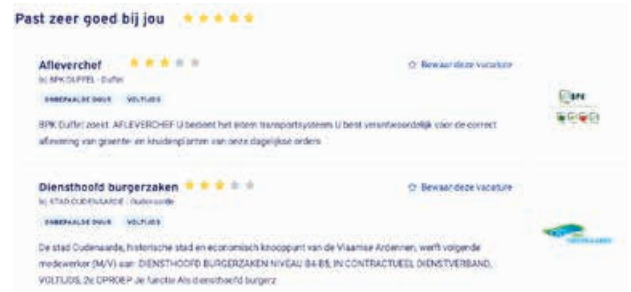 Past zeer goed bij jou
Afleverchef
Bewaar deze vacature
bij BPK DUFFEL - Duffel
ONBEPAALDE DUUR VOLTIJDS
BPK Duffel zoekt AFLEVERCHEF U bedient het intern transportsysteem U bent verantwoordelijk voor de correct
aflevering van groente- en kruidenplanten van onze dagelijkse orders
BPK
Diensthoofd burgerzaken
Bewaar deze vacature
bij STAD OUDENAARDE - Oudenaarde
ONBEPAALDE DUUR VOLTIJDS
De stad Oudenaarde, historische stad en economisch knooppunt van de Vlaamse Ardennen, werft volgende
medewerker (M/V) aan: DIENSTHOOFD BURGERZAKEN NIVEAU B4-B5, IN CONTRACTUEEL DIENSTVERBAND,
VOLTIJDS, 2e OPROEP Je functie Als diensthoofd burgerz